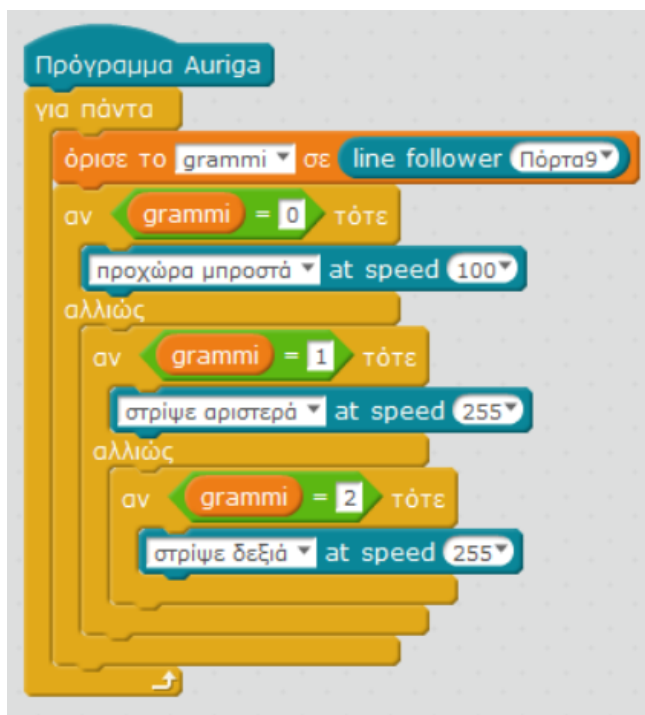 Πρόγραμμα Auriga
για πάντα
όρισε το grammi σε line follower Πόρτα9
αν grammi = 0 τότε
προχώρα μπροστά at speed 100
αλλιώς
αν grammi = 1 τότε
στρίψε αριστερά at speed 255
αλλιώς
αν grammi = 2 τότε
στρίψε δεξιά at speed 255